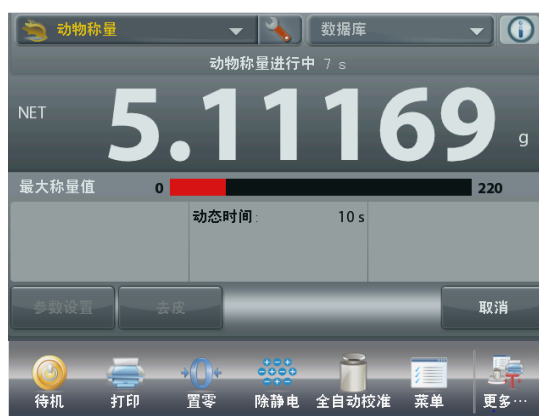 动物称量 数据库
动物称量进行中 7 s
NET 5.11169 g
最大称量值 0 220
动态时间: 10 s
参数设置 去皮 取消
待机 打印 置零 除静电 全自动校准 菜单 更多…